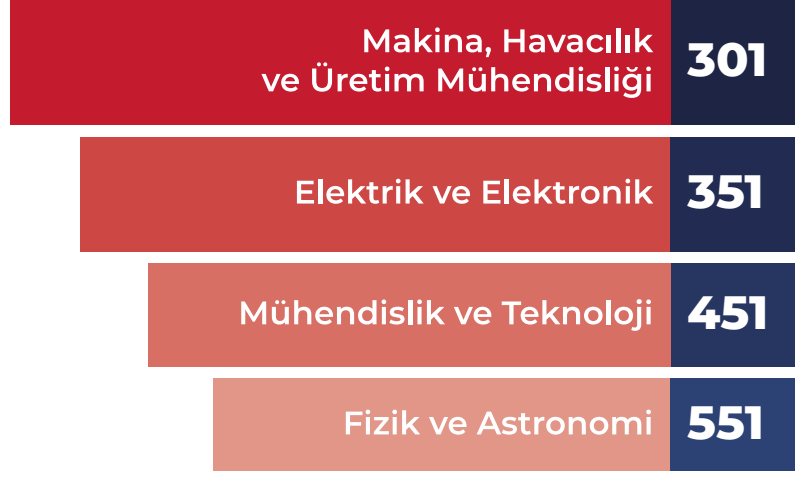 Makina, Havacılık
ve Üretim Mühendisliği
301
Elektrik ve Elektronik
351
Mühendislik ve Teknoloji
451
Fizik ve Astronomi
551